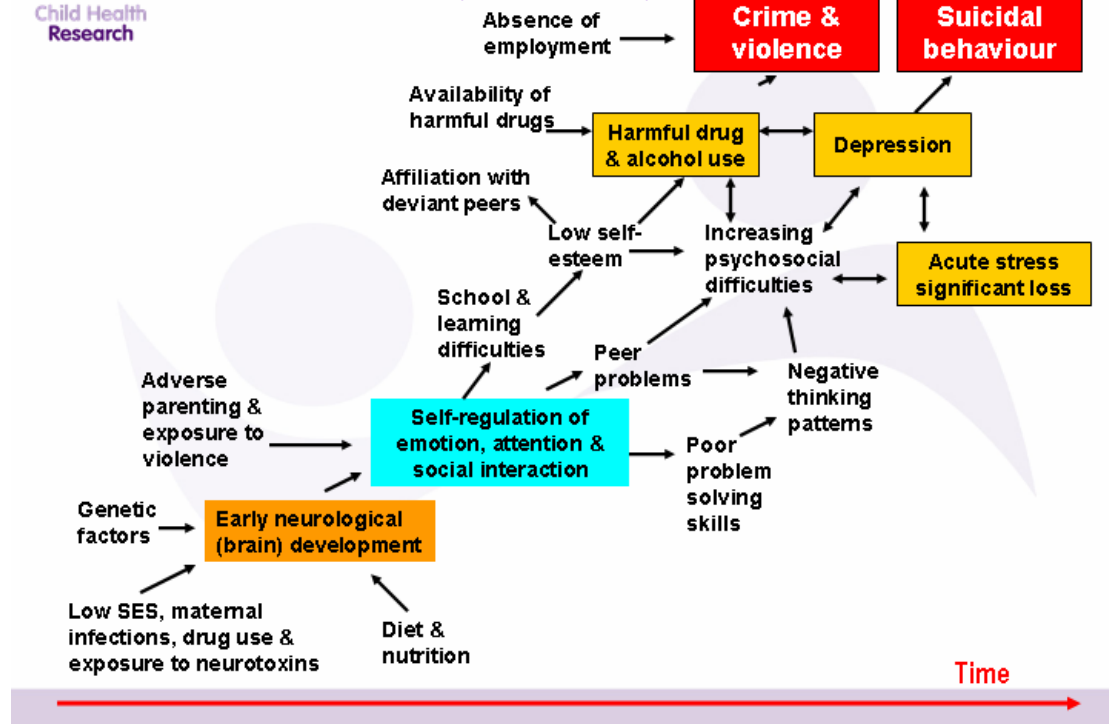 Child Health
Research
Absence of
employment
Crime &
violence
Suicidal
behaviour
Availability of
harmful drugs
Harmful drug
& alcohol use
Depression
Affiliation with
deviant peers
Low self-
esteem
Increasing
psychosocial
difficulties
Acute stress
significant loss
School &
learning
difficulties
Peer
problems
Negative
thinking
patterns
Adverse
parenting &
exposure to
violence
Self-regulation of
emotion, attention &
social interaction
Poor
problem
solving
skills
Genetic
factors
Early neurological
(brain) development
Low SES, maternal
infections, drug use &
exposure to neurotoxins
Diet &
nutrition
Time